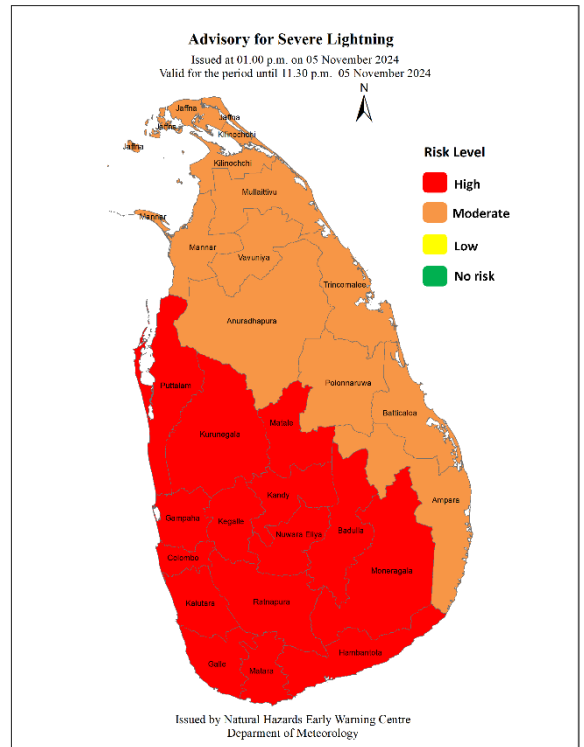 Advisory for Severe Lightning
Issued at 01.00 p.m. on 05 November 2024
Valid for the period until 11.30 p.m. 05 November 2024
N
Jaffna
Jaffna
Jaffna
Kilinochchi
Jaffna
Kilinochchi
Risk Level
High
Mullaittivu
Moderate
Mannar
Mannar
Vavuniya
Low
No risk
Trincomalee
Anuradhapura
Puttalam
Polonnaruwa
Batticaloa
Matale
Kurunegala
Kandy
Ampara
Gampaha
Kegalle
Nuwara Eliya
Badulla
Colombo
Monaragala
Kalutara
Ratnapura
Hambantota
Galle
Matara
Issued by Natural Hazards Early Warning Centre
Deparment of Meteorology